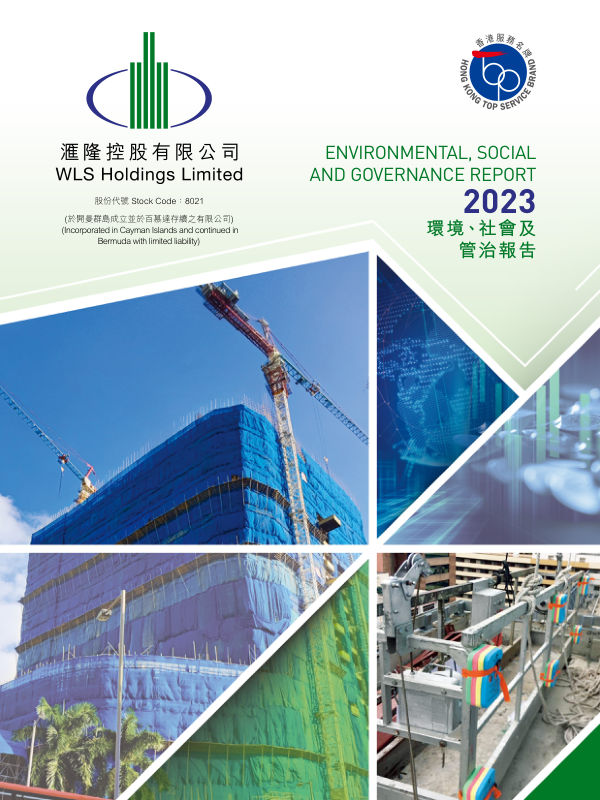 滙隆控股有限公司
WLS Holdings Limited
股份代號 Stock Code：8021
(於開曼群島成立並於百慕達存續之有限公司)
(Incorporated in Cayman Islands and continued in
Bermuda with limited liability)
香港服務名牌
top
HONG KONG TOP SERVICE BRAND
ENVIRONMENTAL, SOCIAL
AND GOVERNANCE REPORT
2023
環境、社會及
管治報告